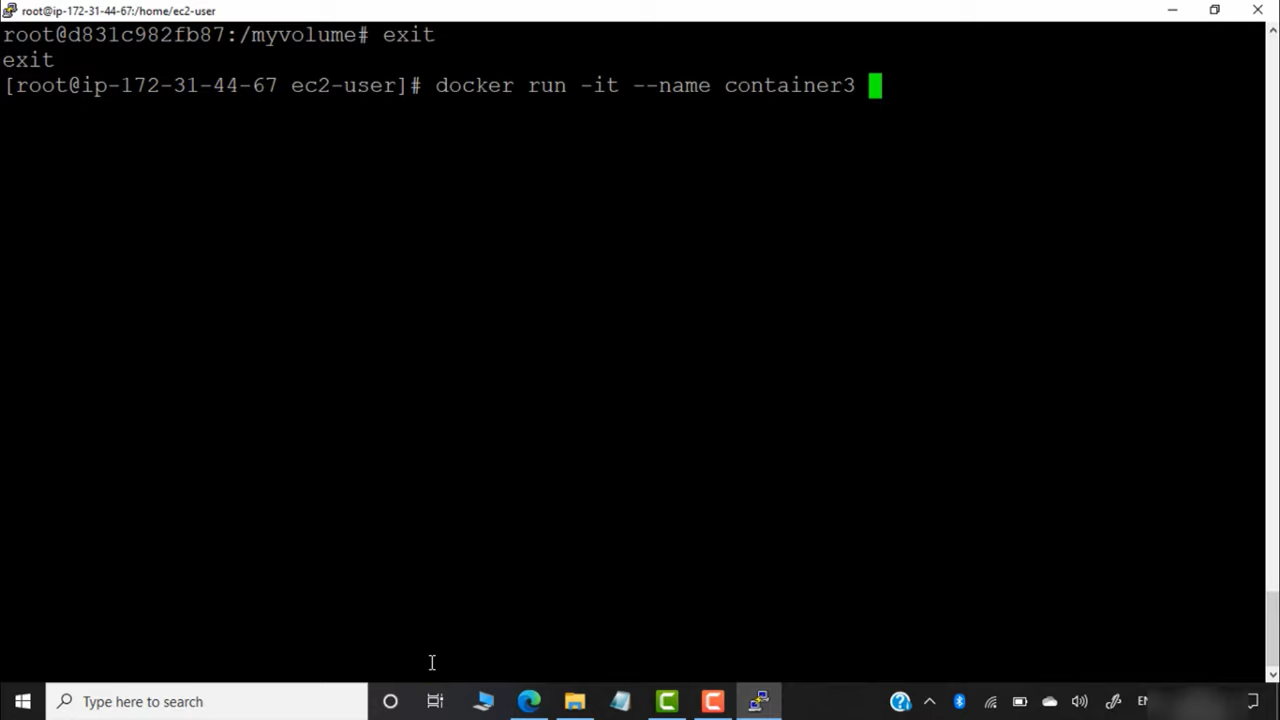 root@ip-172-31-44-67:/home/ec2-user
root@d831c982fb87:/myvolume# exit
exit
[root@ip-172-31-44-67 ec2-user]# docker run -it --name container3
Type here to search